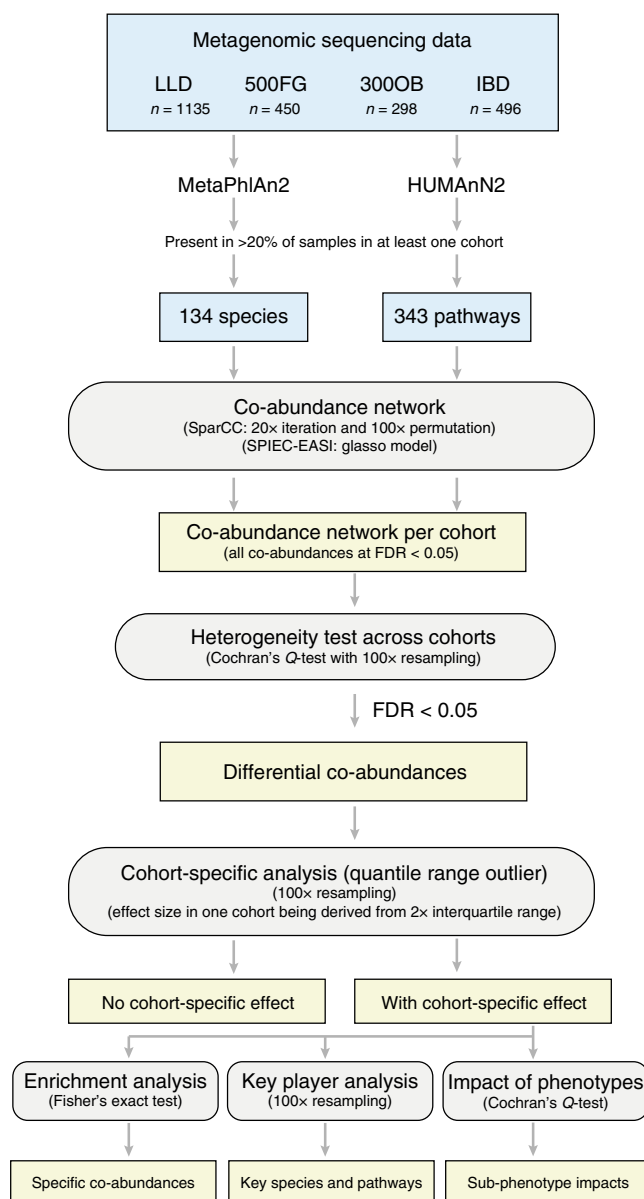 Metagenomic sequencing data
LLD 500FG 300OB IBD
n = 1135 n = 450 n = 298 n = 496
MetaPhlAn2 HUMAnN2
Present in >20% of samples in at least one cohort
134 species 343 pathways
Co-abundance network
(SparCC: 20× iteration and 100× permutation)
(SPIEC-EASI: glasso model)
Co-abundance network per cohort
(all co-abundances at FDR < 0.05)
Heterogeneity test across cohorts
(Cochran's Q-test with 100× resampling)
FDR < 0.05
Differential co-abundances
Cohort-specific analysis (quantile range outlier)
(100× resampling)
(effect size in one cohort being derived from 2× interquartile range)
No cohort-specific effect With cohort-specific effect
Enrichment analysis Key player analysis Impact of phenotypes
(Fisher's exact test) (100× resampling) (Cochran's Q-test)
Specific co-abundances Key species and pathways Sub-phenotype impacts